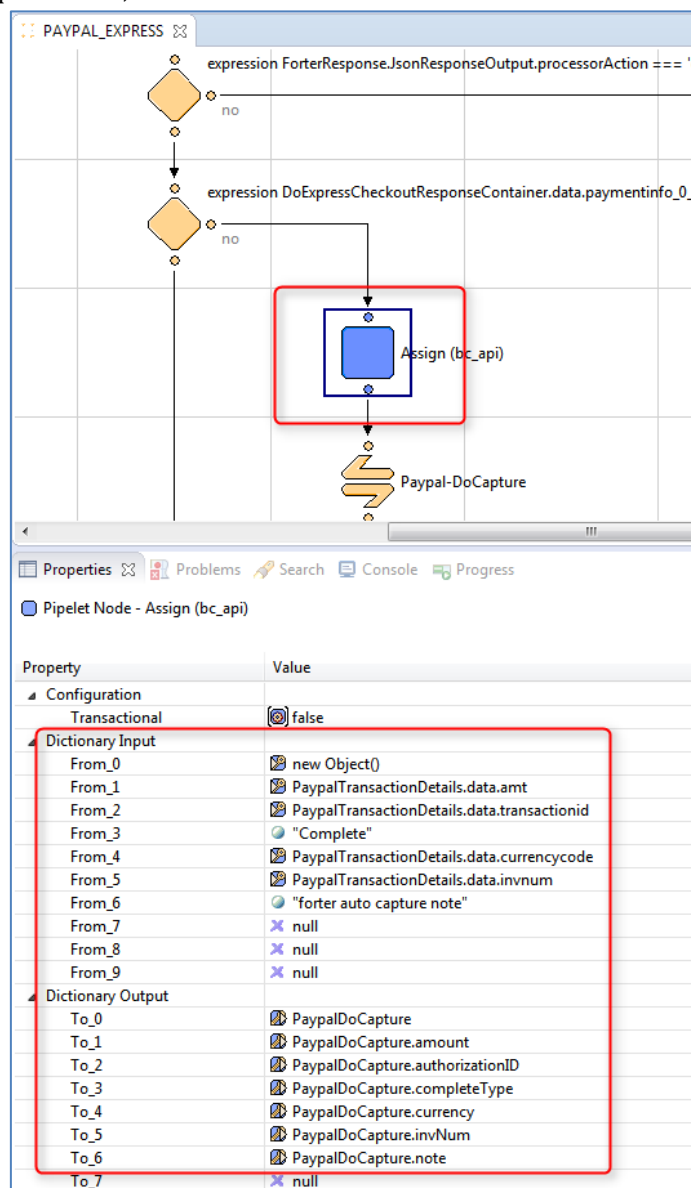 PAYPAL_EXPRESS
expression ForterResponse.JsonResponseOutput.processorAction === '
no
expression DoExpressCheckoutResponseContainer.data.paymentinfo_0_
no
Assign (bc_api)
Paypal-DoCapture
Properties Problems Search Console Progress
Pipelet Node - Assign (bc_api)
Property Value
Configuration
Transactional false
Dictionary Input
From_0 new Object()
From_1 PaypalTransactionDetails.data.amt
From_2 PaypalTransactionDetails.data.transactionid
From_3 "Complete"
From_4 PaypalTransactionDetails.data.currencycode
From_5 PaypalTransactionDetails.data.invnum
From_6 "forter auto capture note"
From_7 null
From_8 null
From_9 null
Dictionary Output
To_0 PaypalDoCapture
To_1 PaypalDoCapture.amount
To_2 PaypalDoCapture.authorizationID
To_3 PaypalDoCapture.completeType
To_4 PaypalDoCapture.currency
To_5 PaypalDoCapture.invNum
To_6 PaypalDoCapture.note
To_7 null